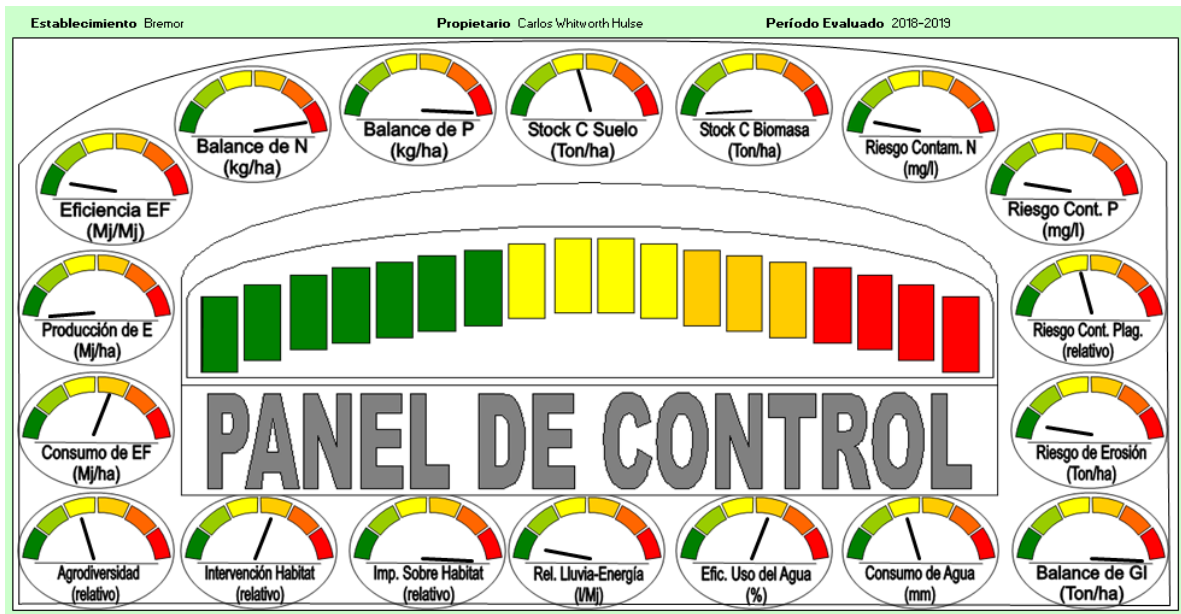 Establecimiento Bremor Propietario Carlos Whitworth Hulse Período Evaluado 2018-2019
Balance de N
(kg/ha)
Balance de P
(kg/ha)
Stock C Suelo
(Ton/ha)
Stock C Biomasa
(Ton/ha)
Riesgo Contam. N
(mg/l)
Eficiencia EF
(Mj/Mj)
Riesgo Cont. P
(mg/l)
Producción de E
(Mj/ha)
Riesgo Cont. Plag.
(relativo)
Consumo de EF
(Mj/ha)
PANEL DE CONTROL
Riesgo de Erosión
(Ton/ha)
Agrodiversidad
(relativo)
Intervención Habitat
(relativo)
Imp. Sobre Habitat
(relativo)
Rel. Lluvia-Energía
(l/Mj)
Efic. Uso del Agua
(%)
Consumo de Agua
(mm)
Balance de GI
(Ton/ha)